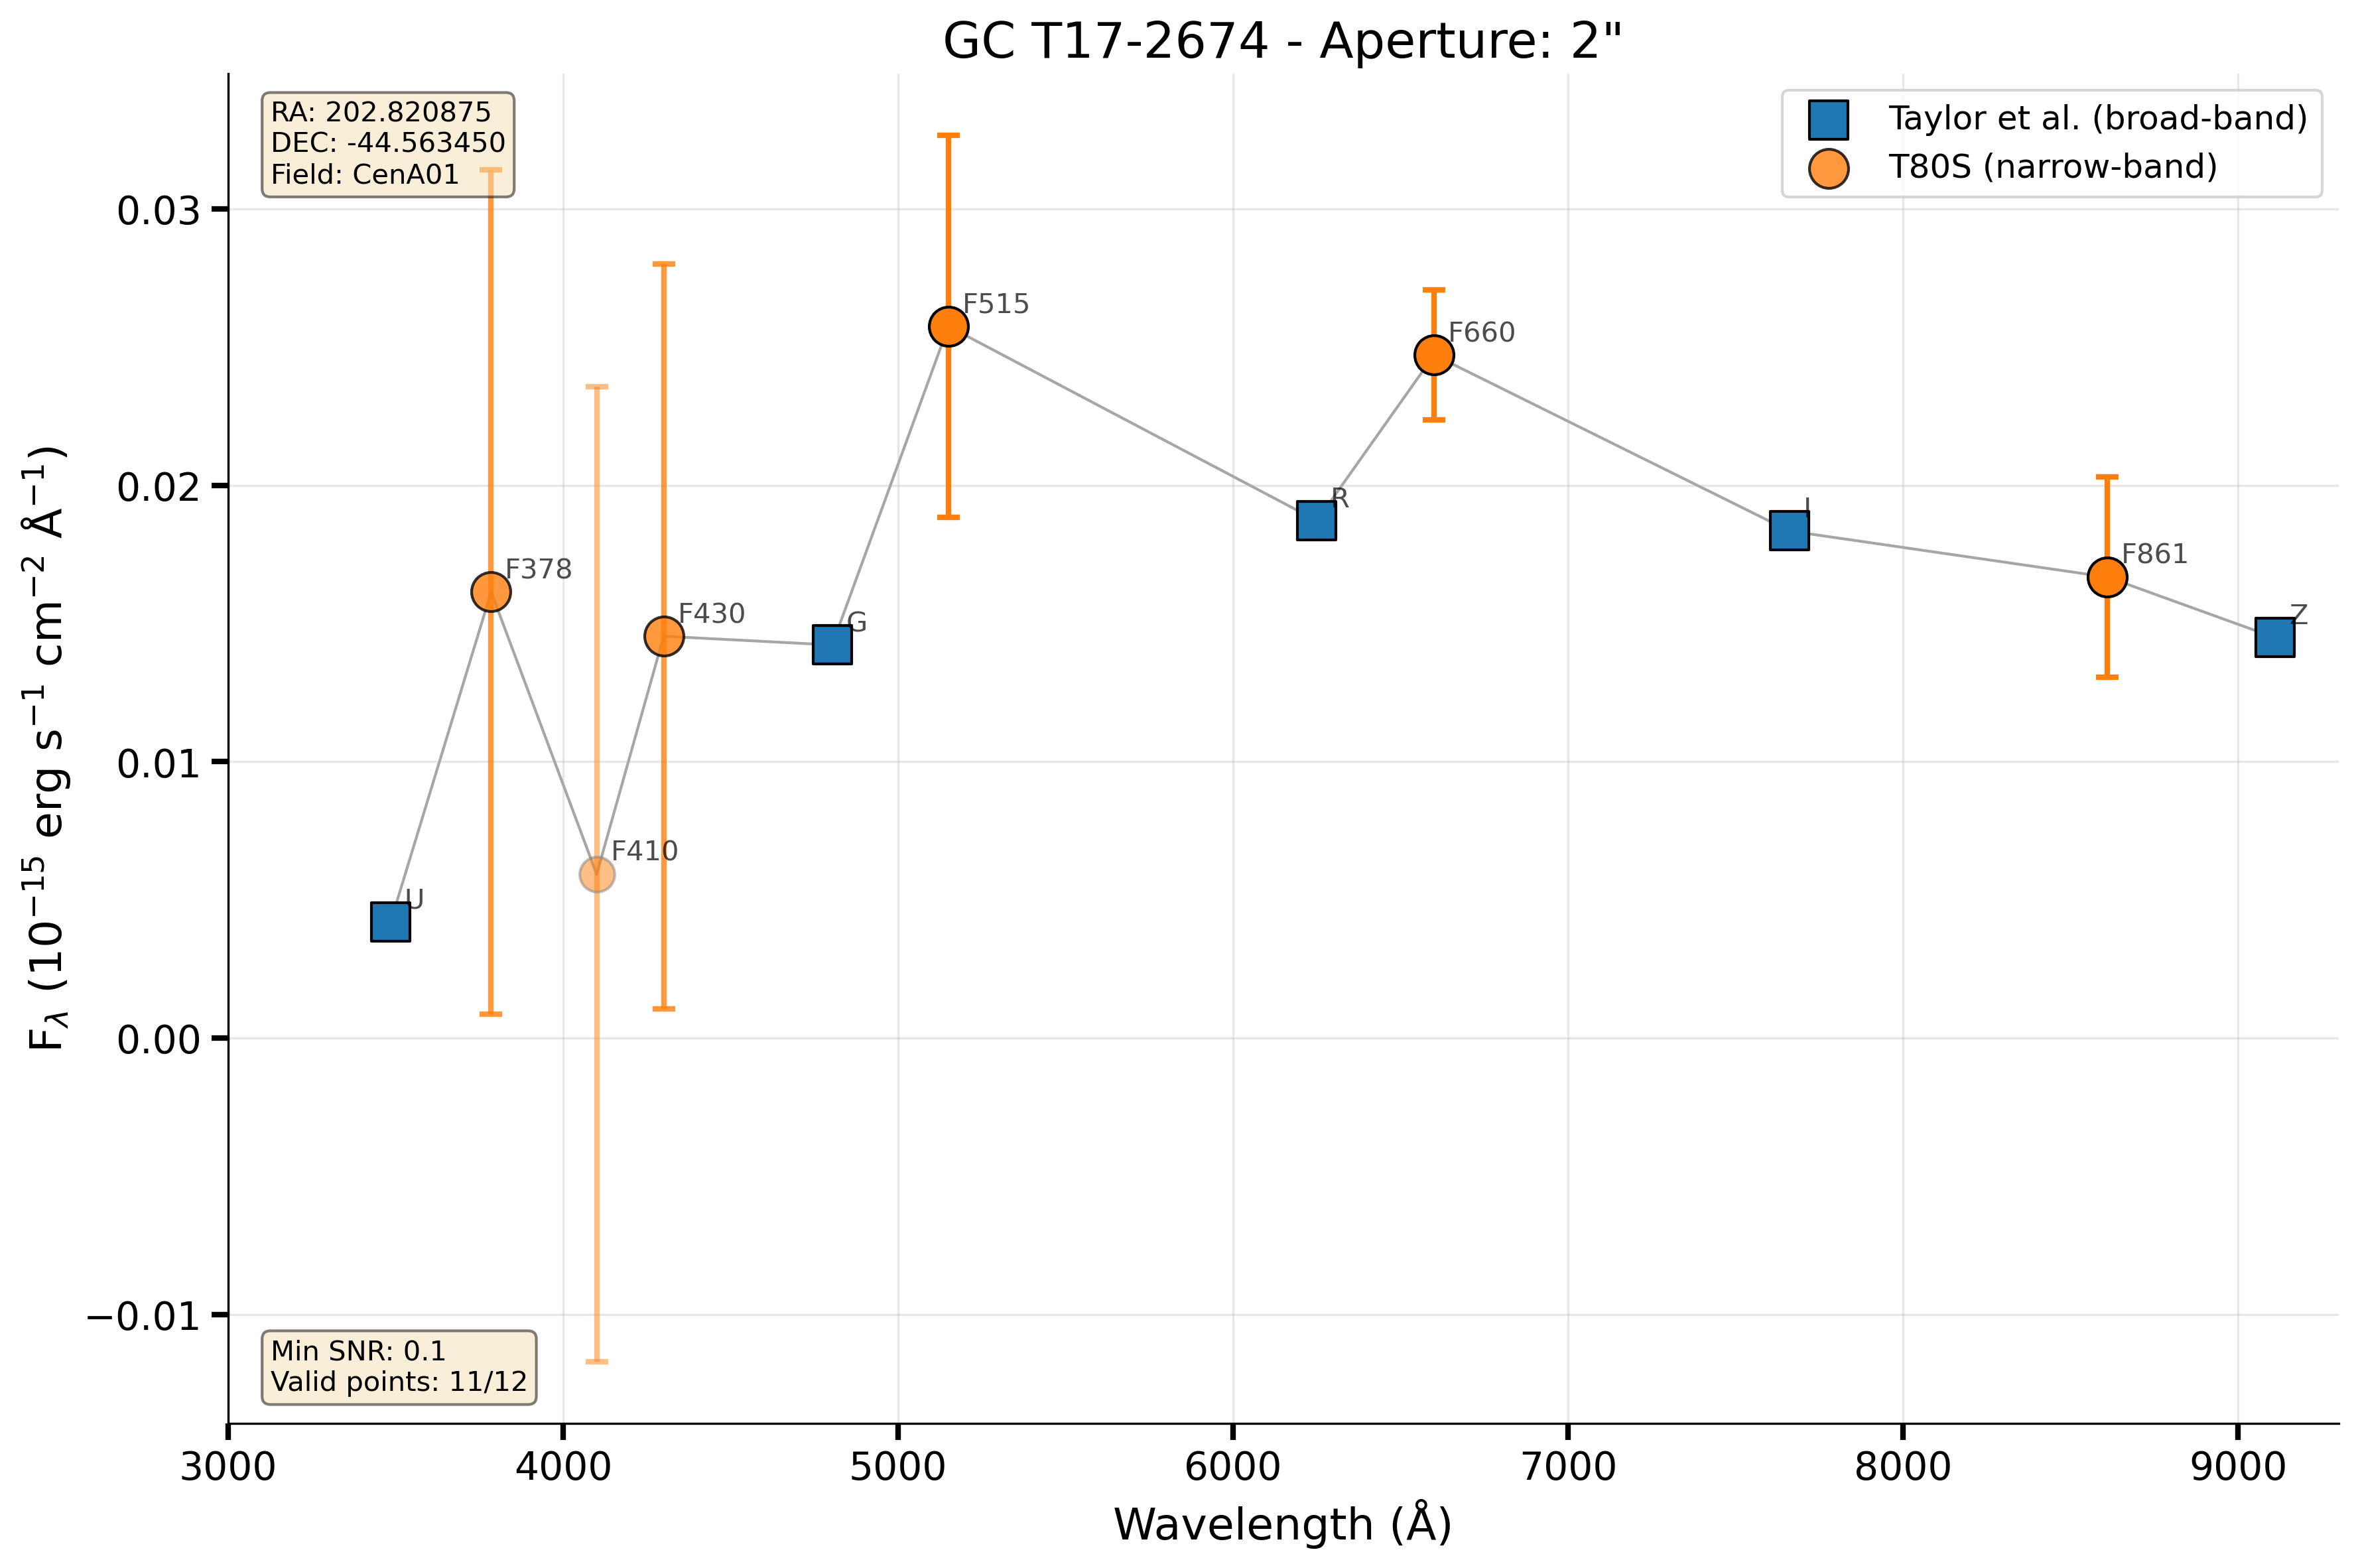 GC T17-2674 - Aperture: 2"
RA: 202.820875
DEC: -44.563450
Field: CenA01
Taylor et al. (broad-band)
T80S (narrow-band)
0.03
0.02
0.01
0.00
−0.01
F_λ (10⁻¹⁵ erg s⁻¹ cm⁻² Å⁻¹)
U
F378
F410
F430
G
F515
R
F660
I
F861
Z
Min SNR: 0.1
Valid points: 11/12
3000 4000 5000 6000 7000 8000 9000
Wavelength (Å)